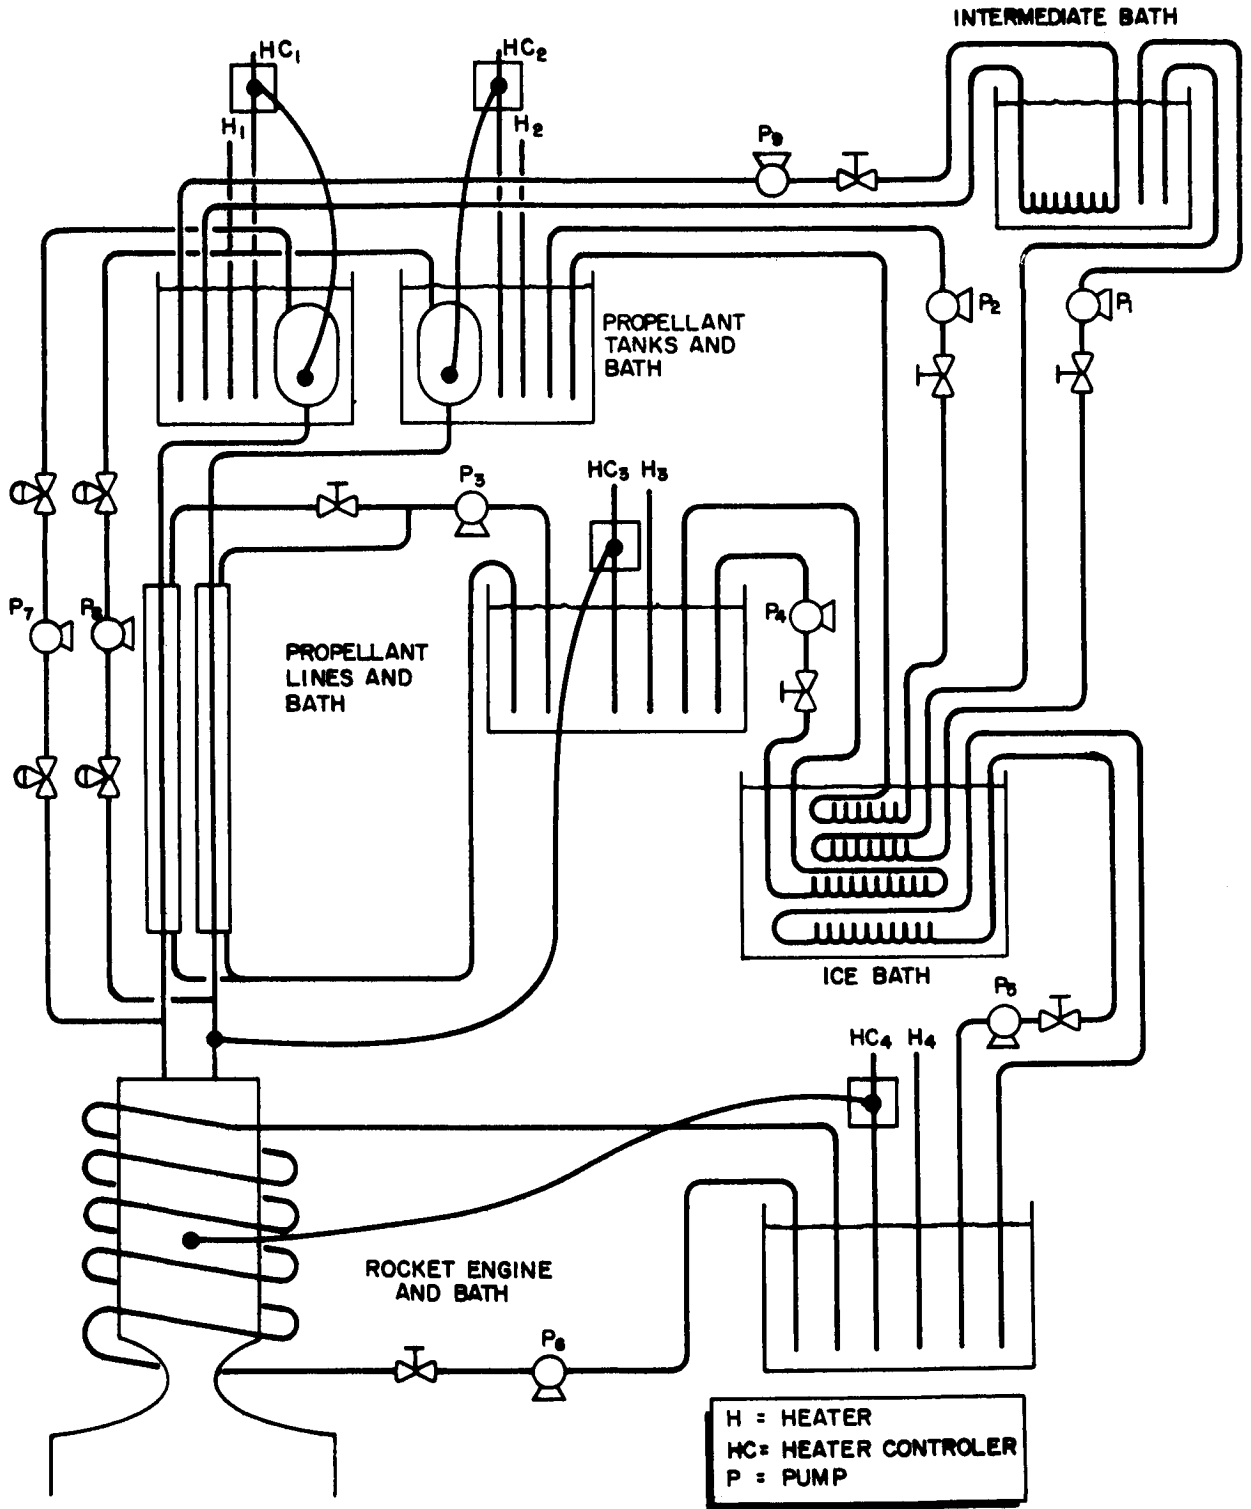 INTERMEDIATE BATH
HC₁
HC₂
H₁
H₂
P₉
P₂
P₁
PROPELLANT
TANKS AND
BATH
HC₃ H₃
P₃
P₇
P₈
P₄
PROPELLANT
LINES AND
BATH
ICE BATH
P₅
HC₄ H₄
ROCKET ENGINE
AND BATH
P₆
H = HEATER
HC= HEATER CONTROLER
P = PUMP